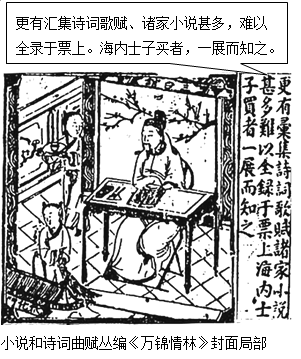 更有汇集诗词歌赋、诸家小说甚多，难以
全录于票上。海内士子买者，一展而知之。
更有彙集詩詞歌賦諸家小說
甚多難以全録于票上海内士
子買者一展而知之
小说和诗词曲赋丛编《万锦情林》封面局部